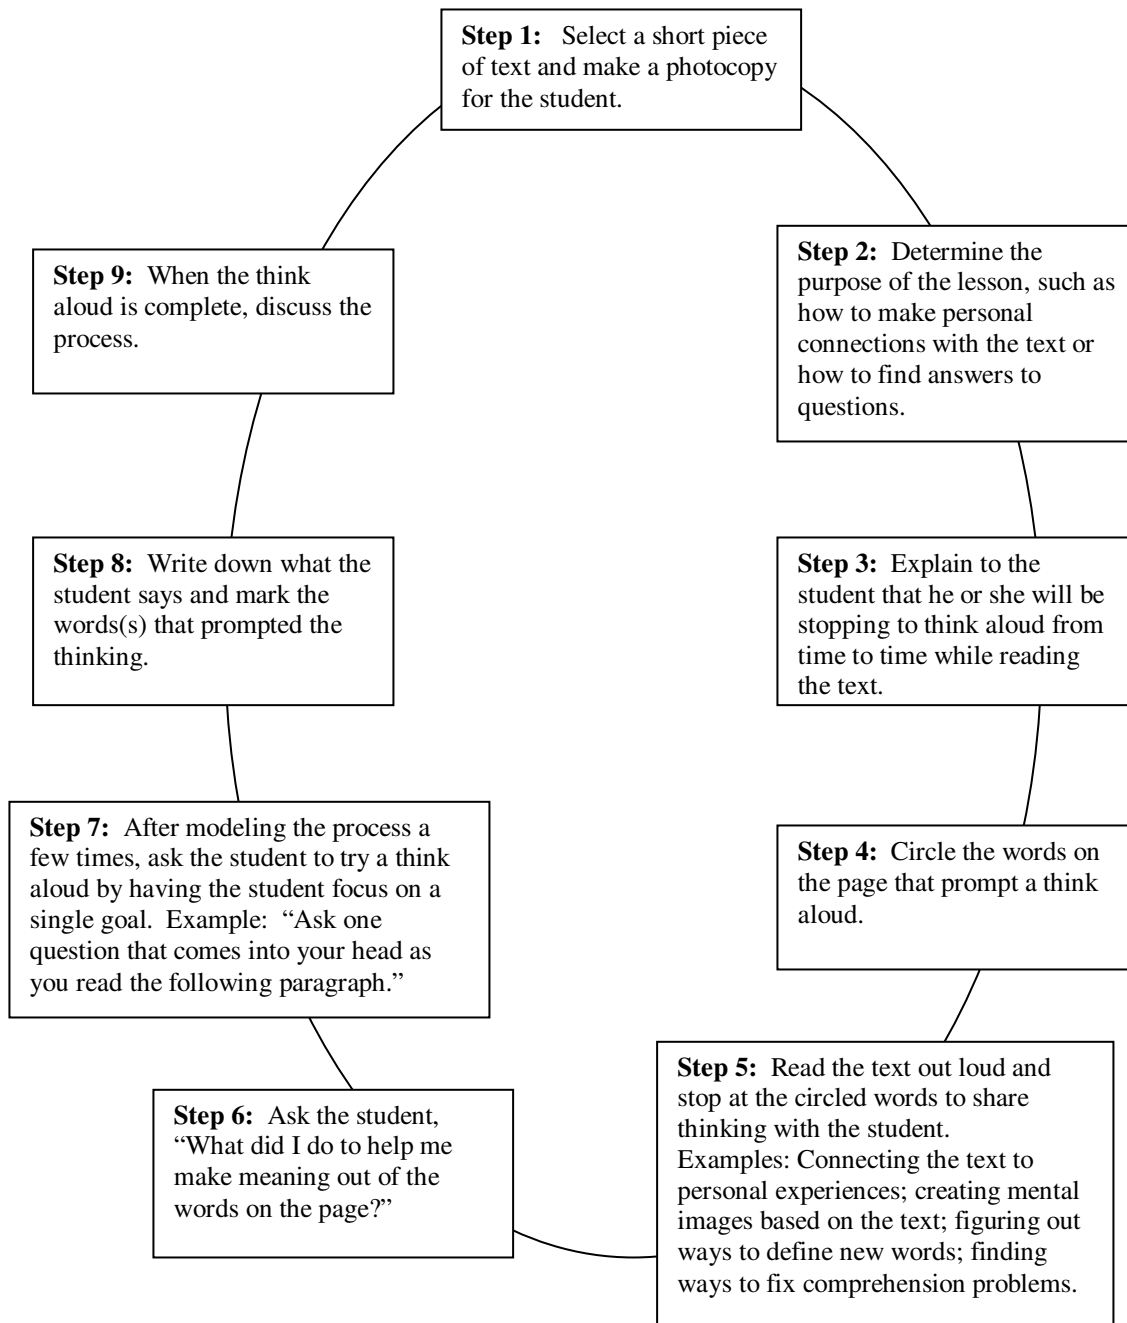 Step 1: Select a short piece
of text and make a photocopy
for the student.
Step 2: Determine the
purpose of the lesson, such as
how to make personal
connections with the text or
how to find answers to
questions.
Step 3: Explain to the
student that he or she will be
stopping to think aloud from
time to time while reading
the text.
Step 4: Circle the words on
the page that prompt a think
aloud.
Step 5: Read the text out loud and
stop at the circled words to share
thinking with the student.
Examples: Connecting the text to
personal experiences; creating mental
images based on the text; figuring out
ways to define new words; finding
ways to fix comprehension problems.
Step 6: Ask the student,
“What did I do to help me
make meaning out of the
words on the page?”
Step 7: After modeling the process a
few times, ask the student to try a think
aloud by having the student focus on a
single goal. Example: “Ask one
question that comes into your head as
you read the following paragraph.”
Step 8: Write down what the
student says and mark the
words(s) that prompted the
thinking.
Step 9: When the think
aloud is complete, discuss the
process.